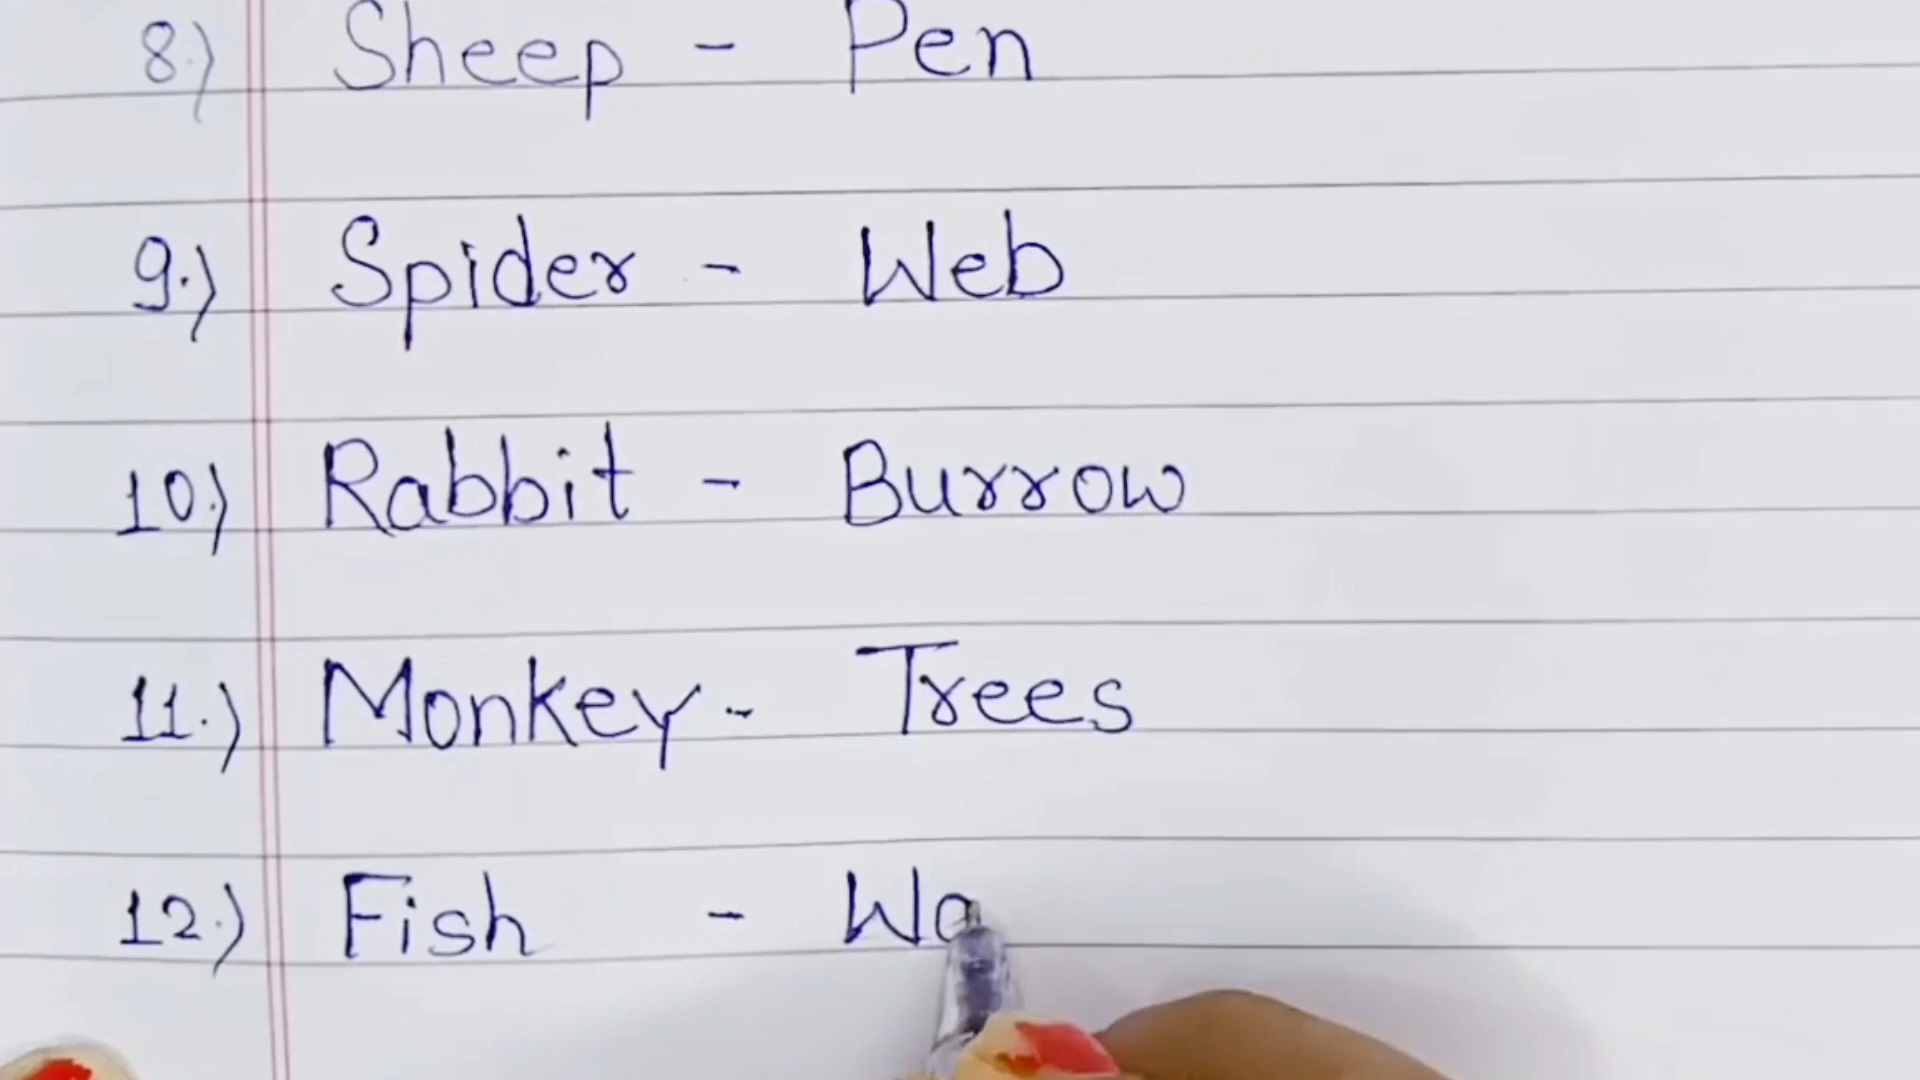 8.) Sheep - Pen
9.) Spider - Web
10.) Rabbit - Burrow
11.) Monkey - Trees
12.) Fish - Wa